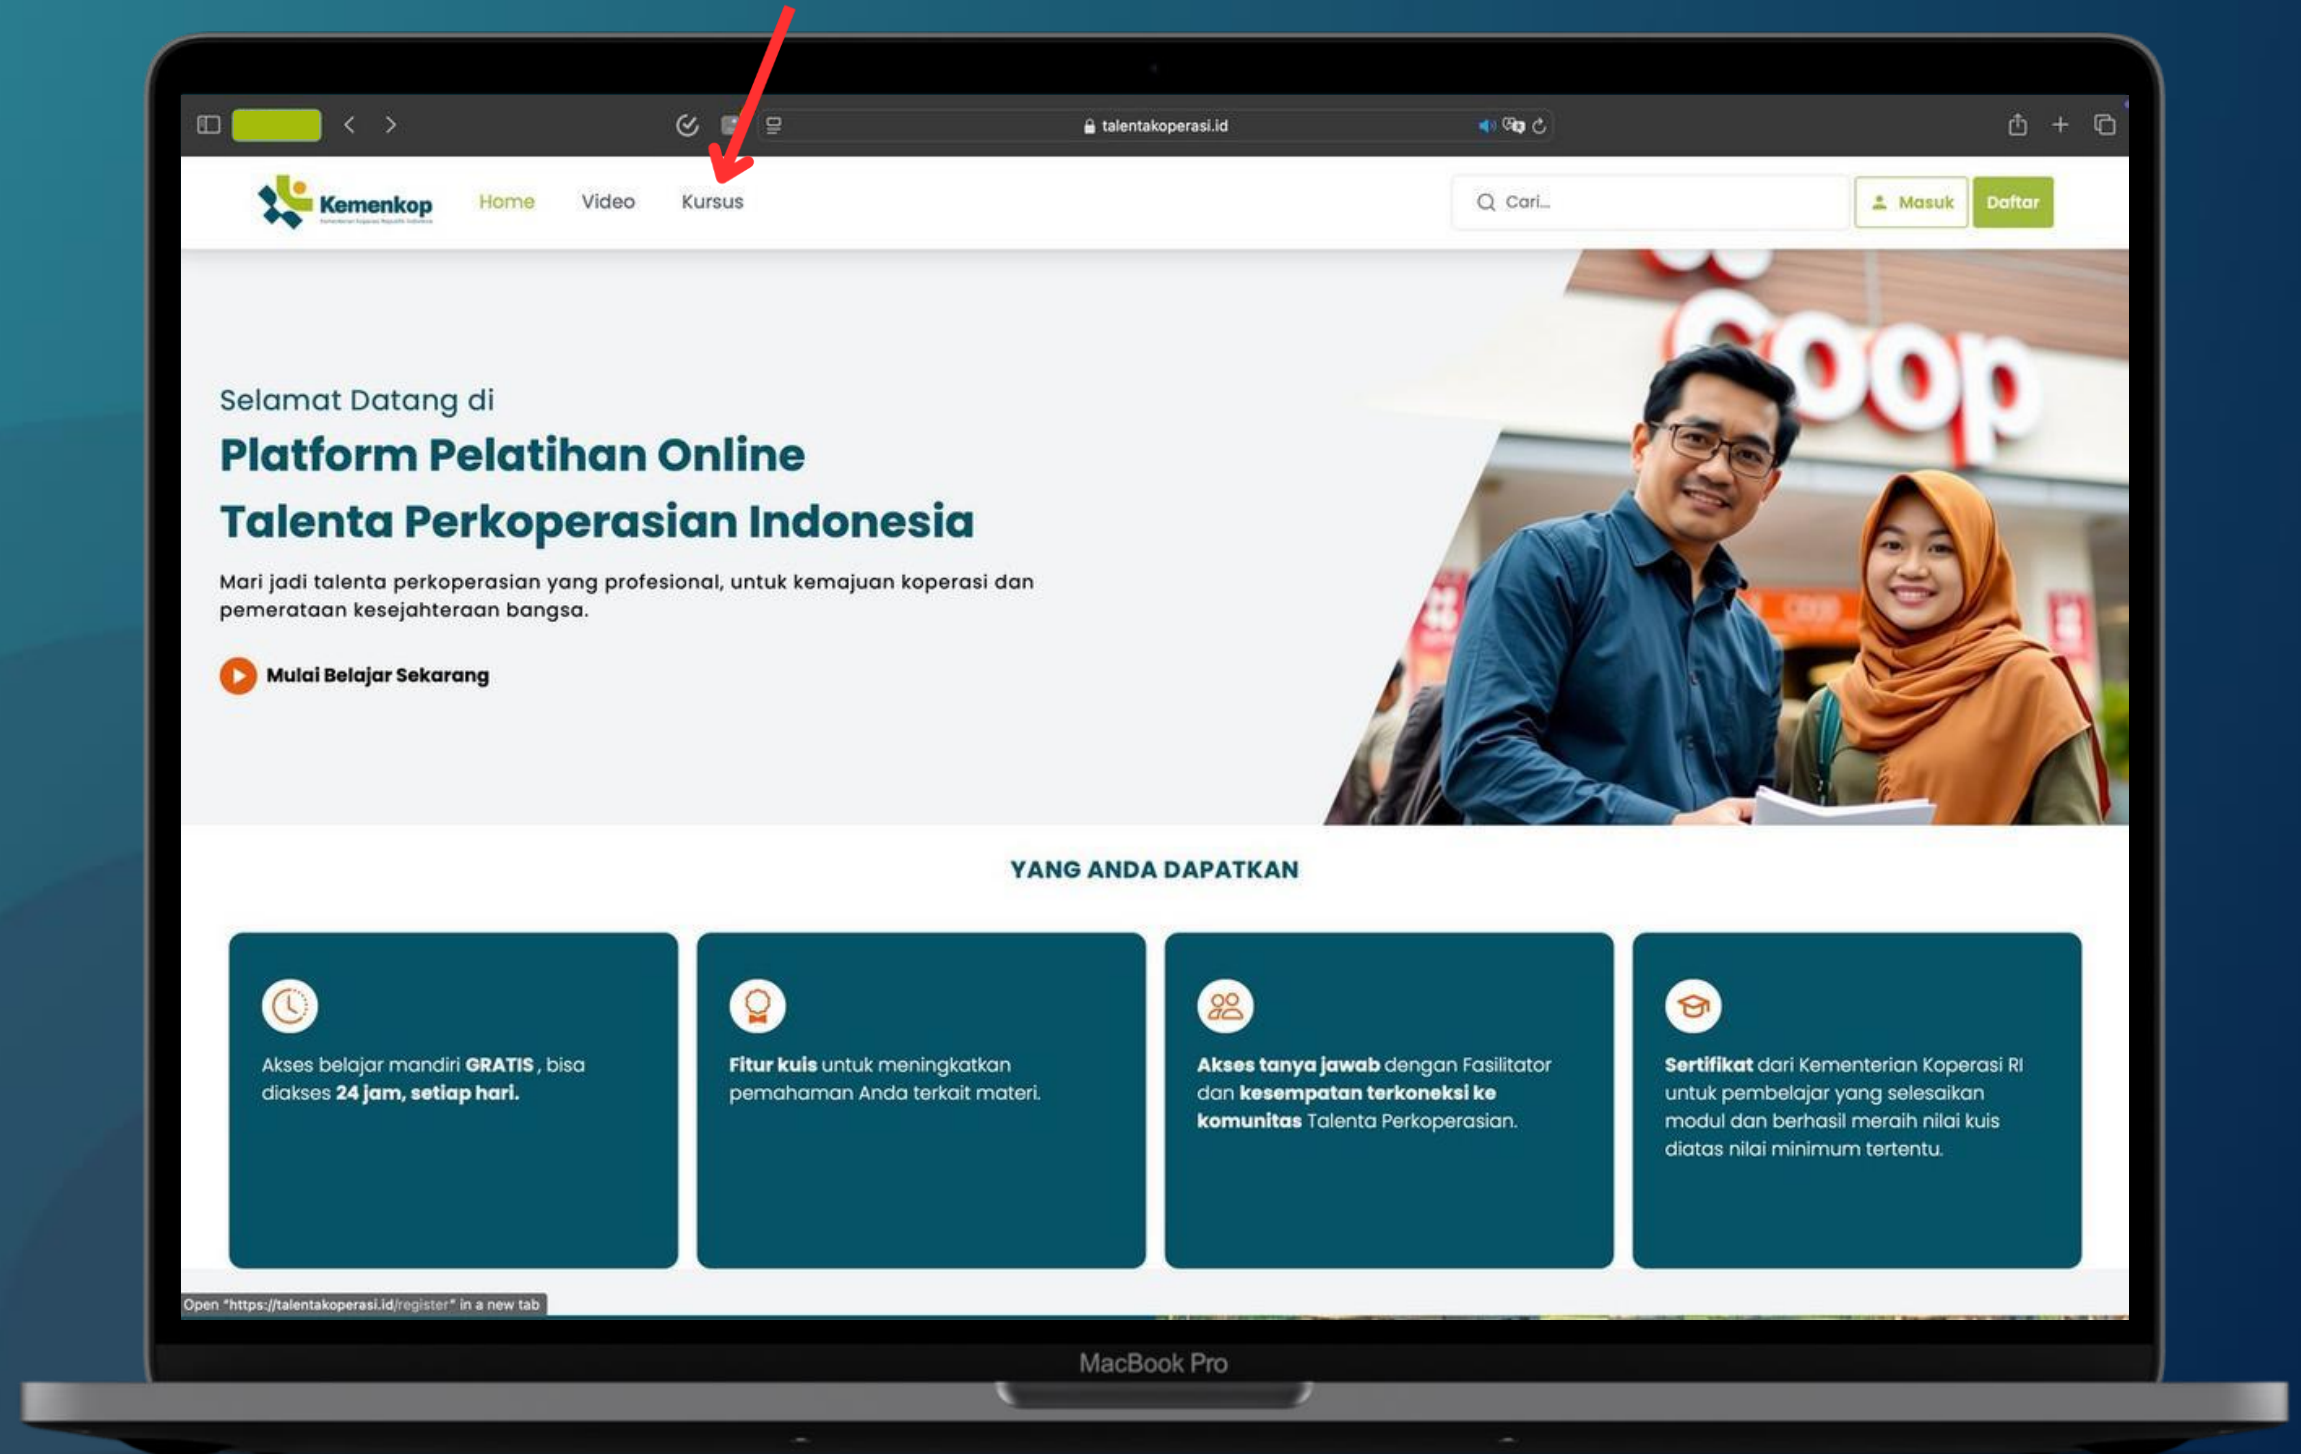 talentakoperasi.id
Kemenkop
Home
Video
Kursus
Cari...
Masuk
Daftar
Coop
Selamat Datang di
Platform Pelatihan Online
Talenta Perkoperasian Indonesia
Mari jadi talenta perkoperasian yang profesional, untuk kemajuan koperasi dan
pemerataan kesejahteraan bangsa.
Mulai Belajar Sekarang
YANG ANDA DAPATKAN
Akses belajar mandiri GRATIS , bisa
diakses 24 jam, setiap hari.
Fitur kuis untuk meningkatkan
pemahaman Anda terkait materi.
Akses tanya jawab dengan Fasilitator
dan kesempatan terkoneksi ke
komunitas Talenta Perkoperasian.
Sertifikat dari Kementerian Koperasi RI
untuk pembelajar yang selesaikan
modul dan berhasil meraih nilai kuis
diatas nilai minimum tertentu.
Open "https://talentakoperasi.id/register" in a new tab
MacBook Pro